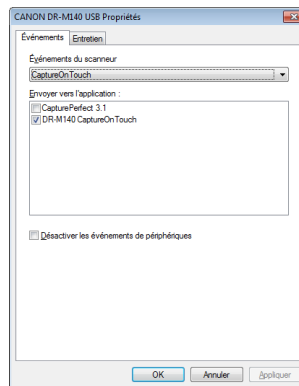 CANON DR-M140 USB Propriétés
Événements Entretien
Événements du scanneur
CaptureOnTouch
Envoyer vers l'application :
CapturePerfect 3.1
DR-M140 CaptureOnTouch
Désactiver les événements de périphériques
OK Annuler Appliquer